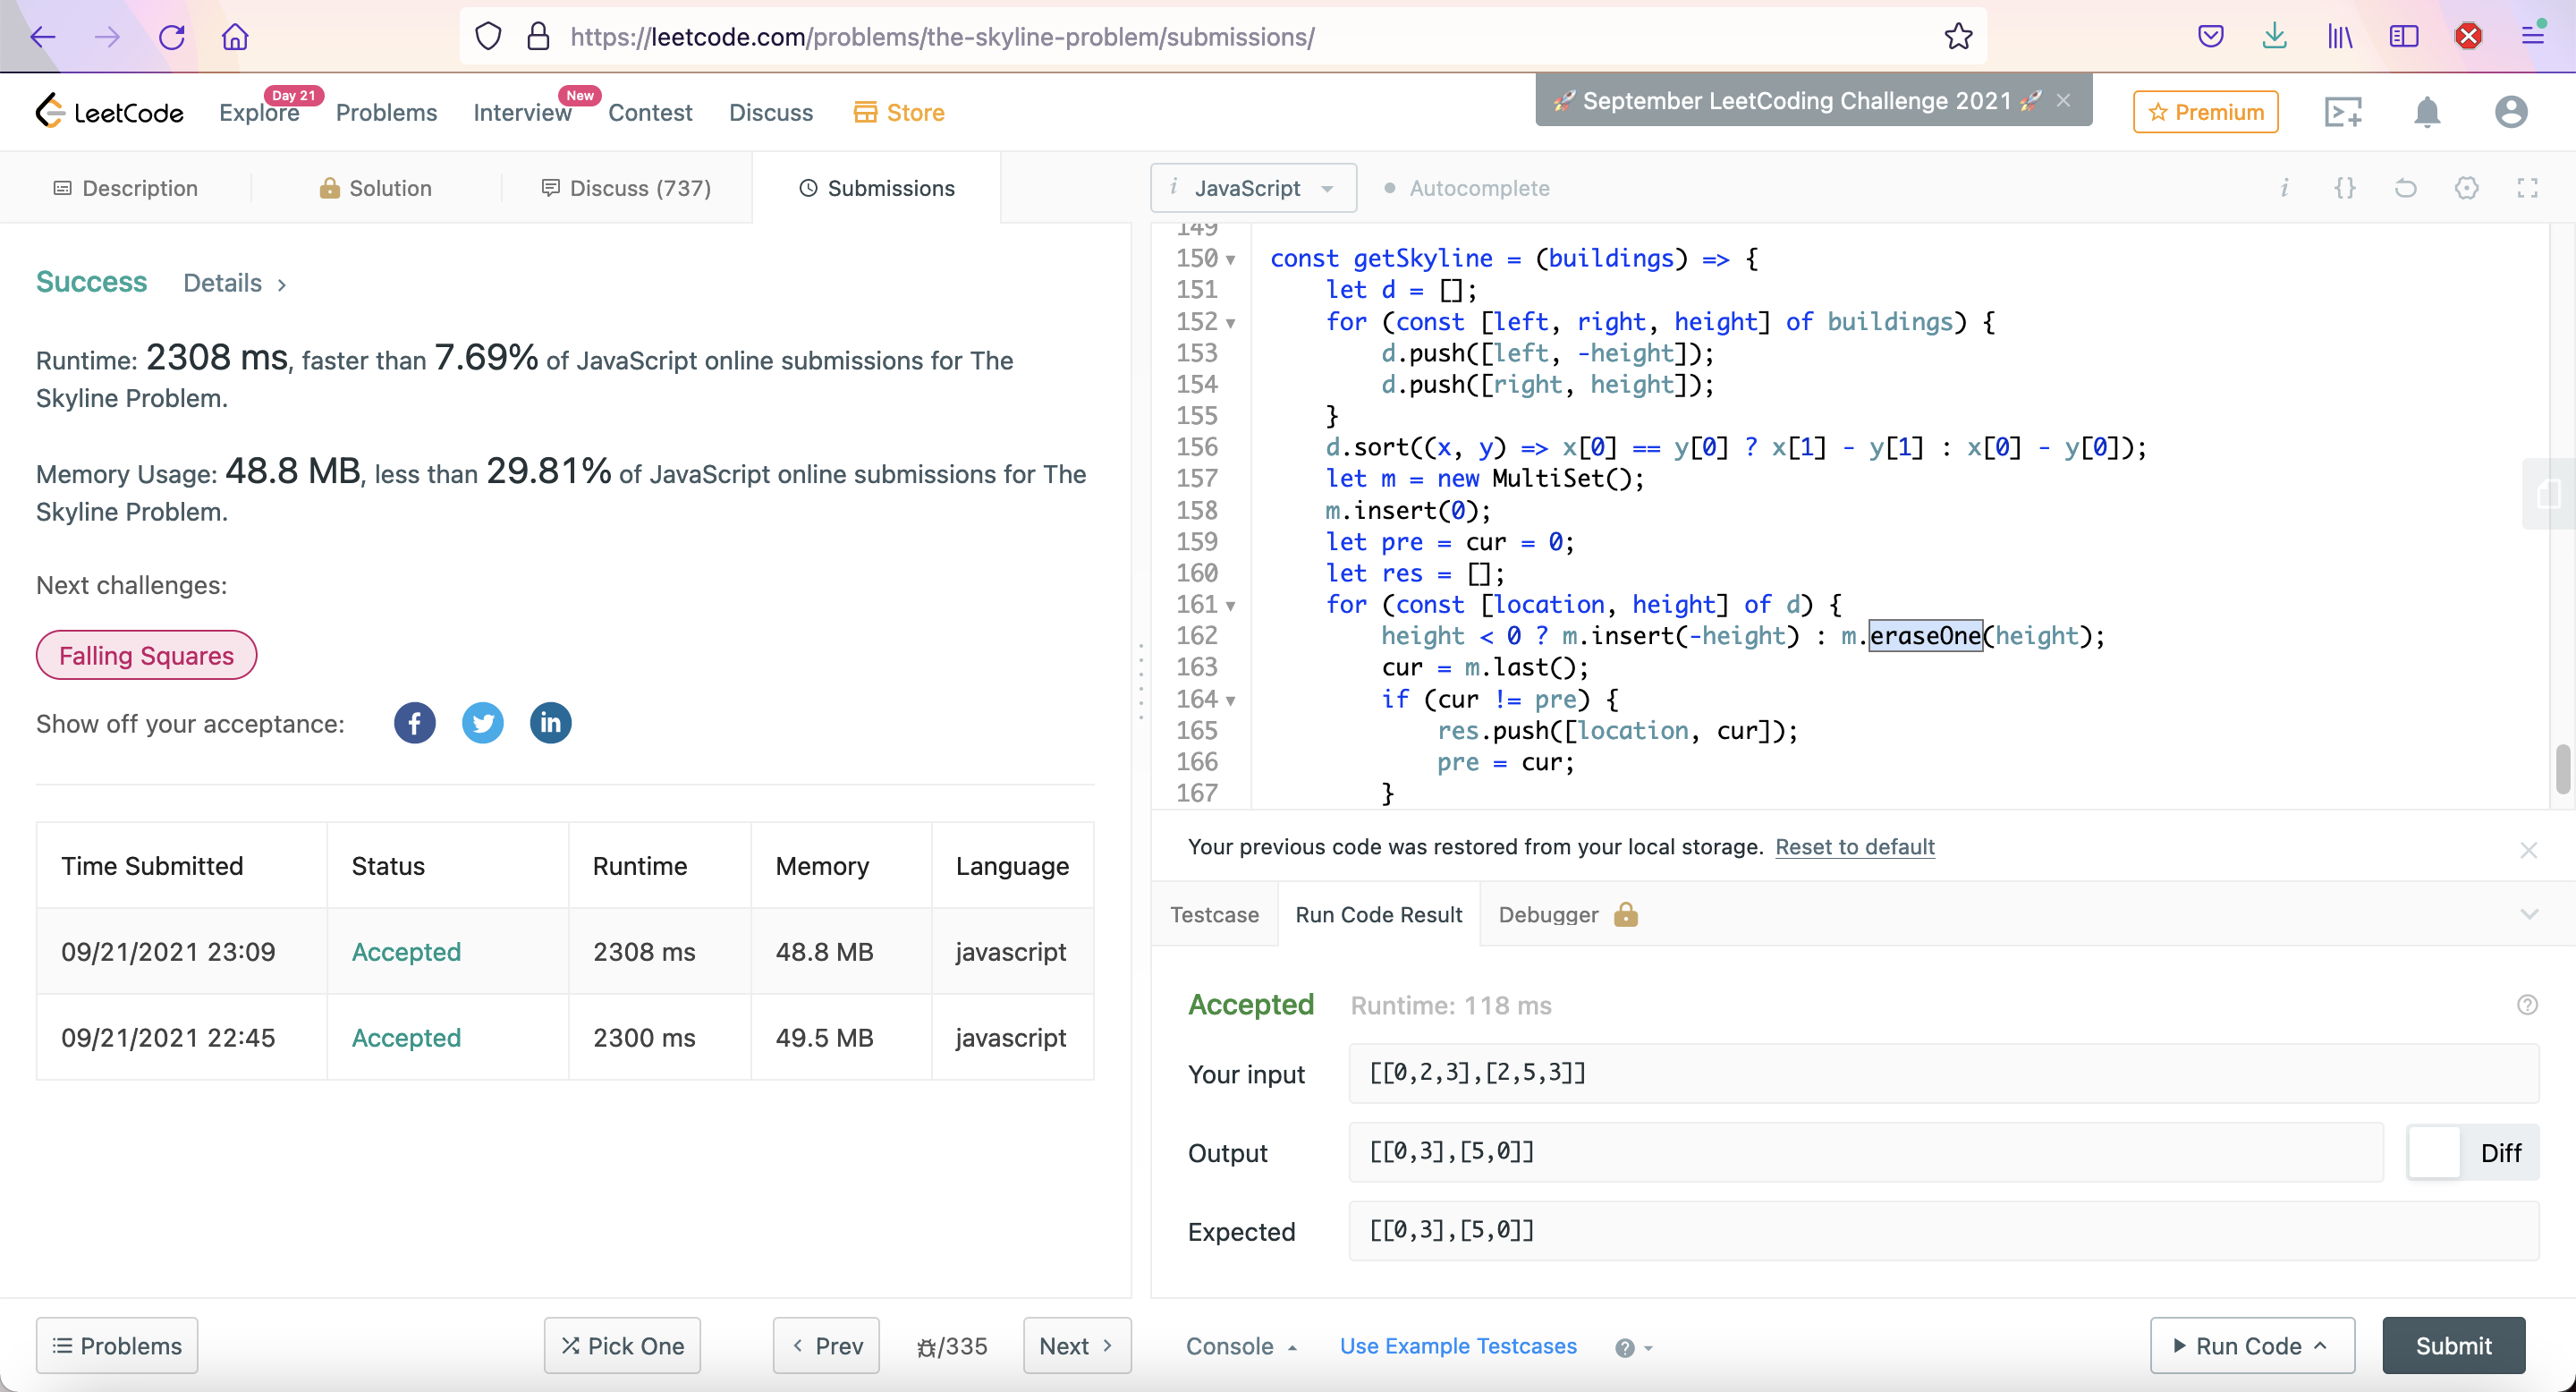 https://leetcode.com/problems/the-skyline-problem/submissions/
LeetCode
Explore
Day 21
Problems
Interview
New
Contest
Discuss
Store
🚀 September LeetCoding Challenge 2021 🚀 ×
Premium
Description
Solution
Discuss (737)
Submissions
i JavaScript
Autocomplete
i {}
Success Details >
Runtime: 2308 ms, faster than 7.69% of JavaScript online submissions for The
Skyline Problem.
Memory Usage: 48.8 MB, less than 29.81% of JavaScript online submissions for The
Skyline Problem.
Next challenges:
Falling Squares
Show off your acceptance:
f
in
Time Submitted Status Runtime Memory Language
09/21/2021 23:09 Accepted 2308 ms 48.8 MB javascript
09/21/2021 22:45 Accepted 2300 ms 49.5 MB javascript
149
150 const getSkyline = (buildings) => {
151 let d = [];
152 for (const [left, right, height] of buildings) {
153 d.push([left, -height]);
154 d.push([right, height]);
155 }
156 d.sort((x, y) => x[0] == y[0] ? x[1] - y[1] : x[0] - y[0]);
157 let m = new MultiSet();
158 m.insert(0);
159 let pre = cur = 0;
160 let res = [];
161 for (const [location, height] of d) {
162 height < 0 ? m.insert(-height) : m.eraseOne(height);
163 cur = m.last();
164 if (cur != pre) {
165 res.push([location, cur]);
166 pre = cur;
167 }
Your previous code was restored from your local storage. Reset to default
Testcase
Run Code Result
Debugger
Accepted Runtime: 118 ms
Your input [[0,2,3],[2,5,3]]
Output [[0,3],[5,0]]
Diff
Expected [[0,3],[5,0]]
Problems
Pick One
< Prev
/335
Next >
Console
Use Example Testcases
?
Run Code
Submit